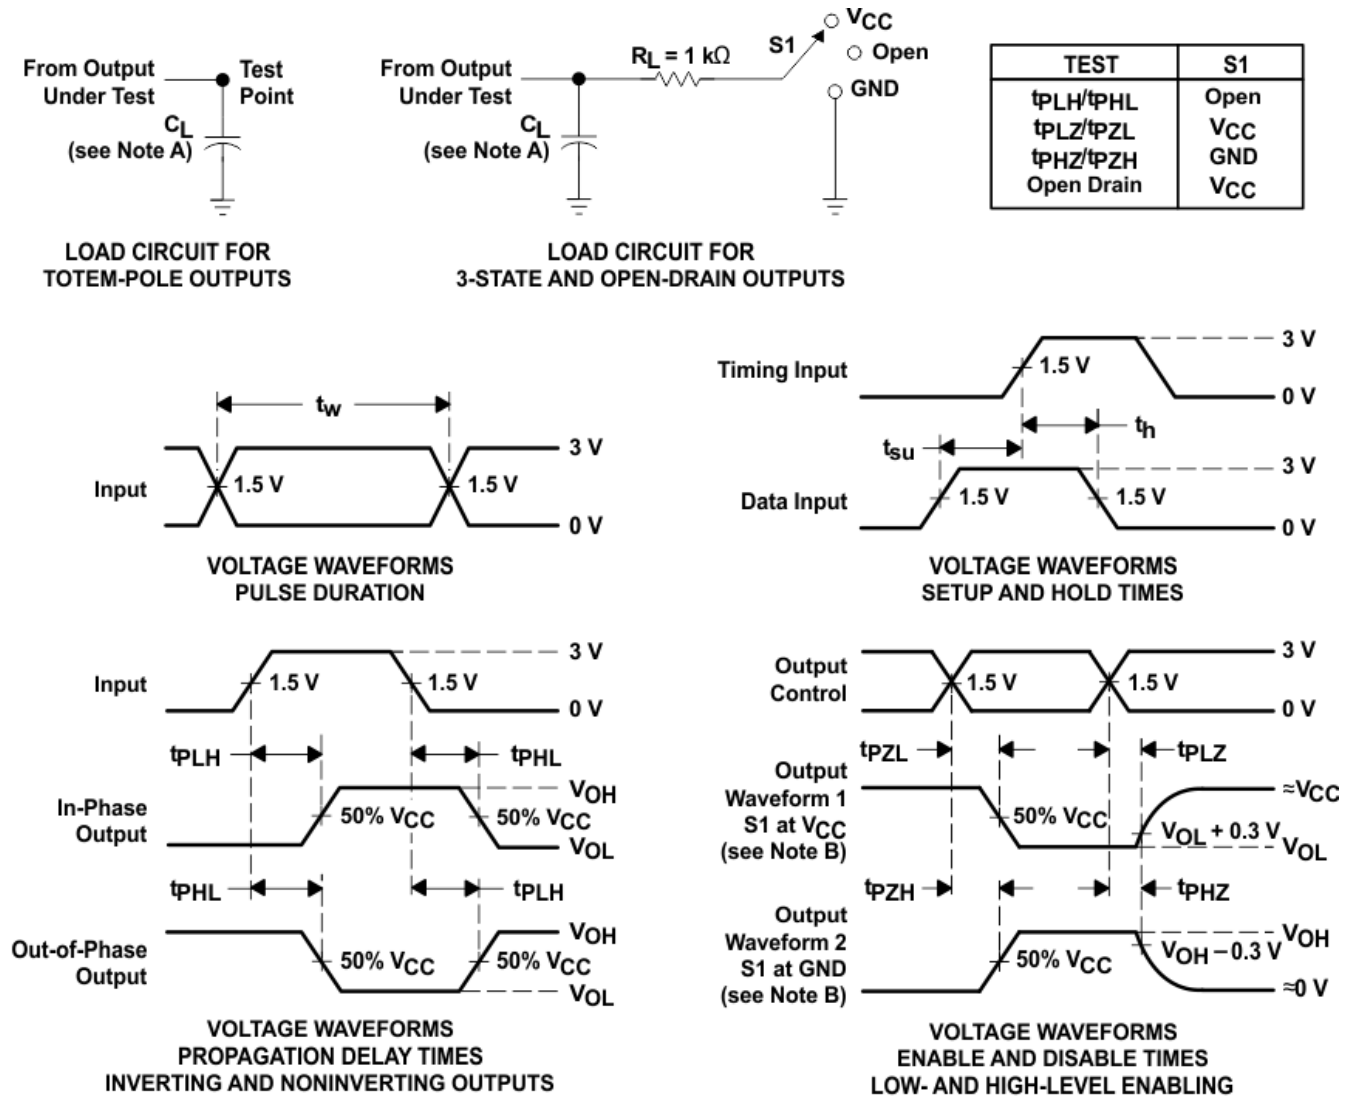 From Output
Under Test
Test
Point
CL
(see Note A)
LOAD CIRCUIT FOR
TOTEM-POLE OUTPUTS
From Output
Under Test
RL = 1 kΩ
S1
VCC
Open
GND
CL
(see Note A)
LOAD CIRCUIT FOR
3-STATE AND OPEN-DRAIN OUTPUTS
TEST S1
tPLH/tPHL Open
tPLZ/tPZL VCC
tPHZ/tPZH GND
Open Drain VCC
tw
Input
1.5 V
1.5 V
3 V
0 V
VOLTAGE WAVEFORMS
PULSE DURATION
Timing Input
1.5 V
3 V
0 V
tsu
th
Data Input
1.5 V
1.5 V
3 V
0 V
VOLTAGE WAVEFORMS
SETUP AND HOLD TIMES
Input
1.5 V
1.5 V
3 V
0 V
tPLH
tPHL
In-Phase
Output
50% VCC
50% VCC
VOH
VOL
tPHL
tPLH
Out-of-Phase
Output
50% VCC
50% VCC
VOH
VOL
VOLTAGE WAVEFORMS
PROPAGATION DELAY TIMES
INVERTING AND NONINVERTING OUTPUTS
Output
Control
1.5 V
1.5 V
3 V
0 V
tPZL
tPLZ
Output
Waveform 1
S1 at VCC
(see Note B)
50% VCC
VOL + 0.3 V
≈VCC
VOL
tPZH
tPHZ
Output
Waveform 2
S1 at GND
(see Note B)
50% VCC
VOH − 0.3 V
VOH
≈0 V
VOLTAGE WAVEFORMS
ENABLE AND DISABLE TIMES
LOW- AND HIGH-LEVEL ENABLING